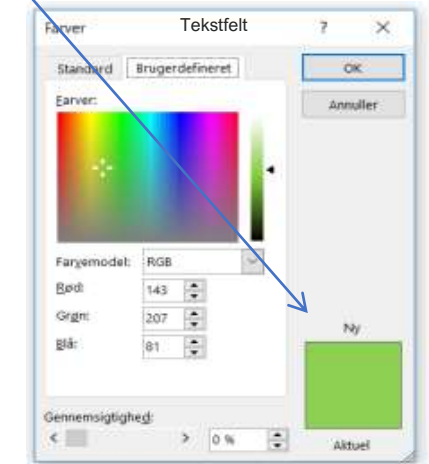 Farver Tekstfelt ? ×
Standard Brugerdefineret OK
Farver: Annuller
Farvemodel: RGB
Rød: 143
Grøn: 207
Blå: 81
Ny
Gennemsigtighed:
< > 0 % Aktuel